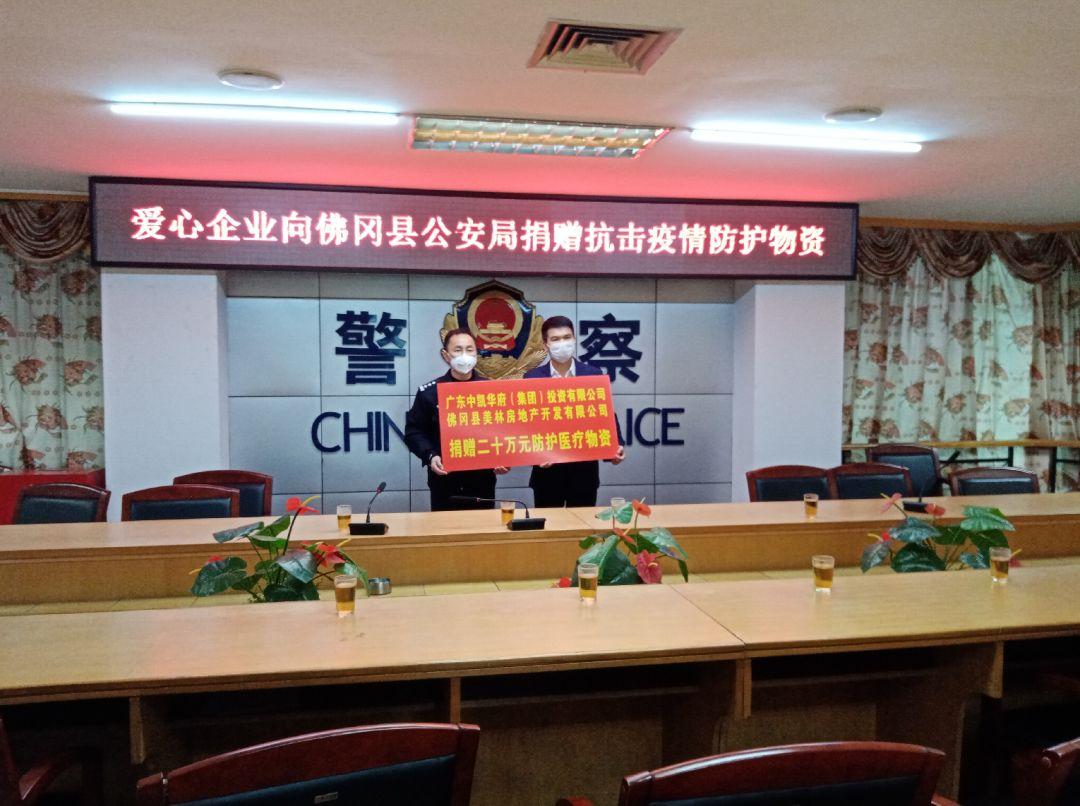 爱心企业向佛冈县公安局捐赠抗击疫情防护物资
警 察
CHIN AICE
广东中凯华府（集团）投资有限公司
佛冈县美林房地产开发有限公司
捐赠二十万元防护医疗物资